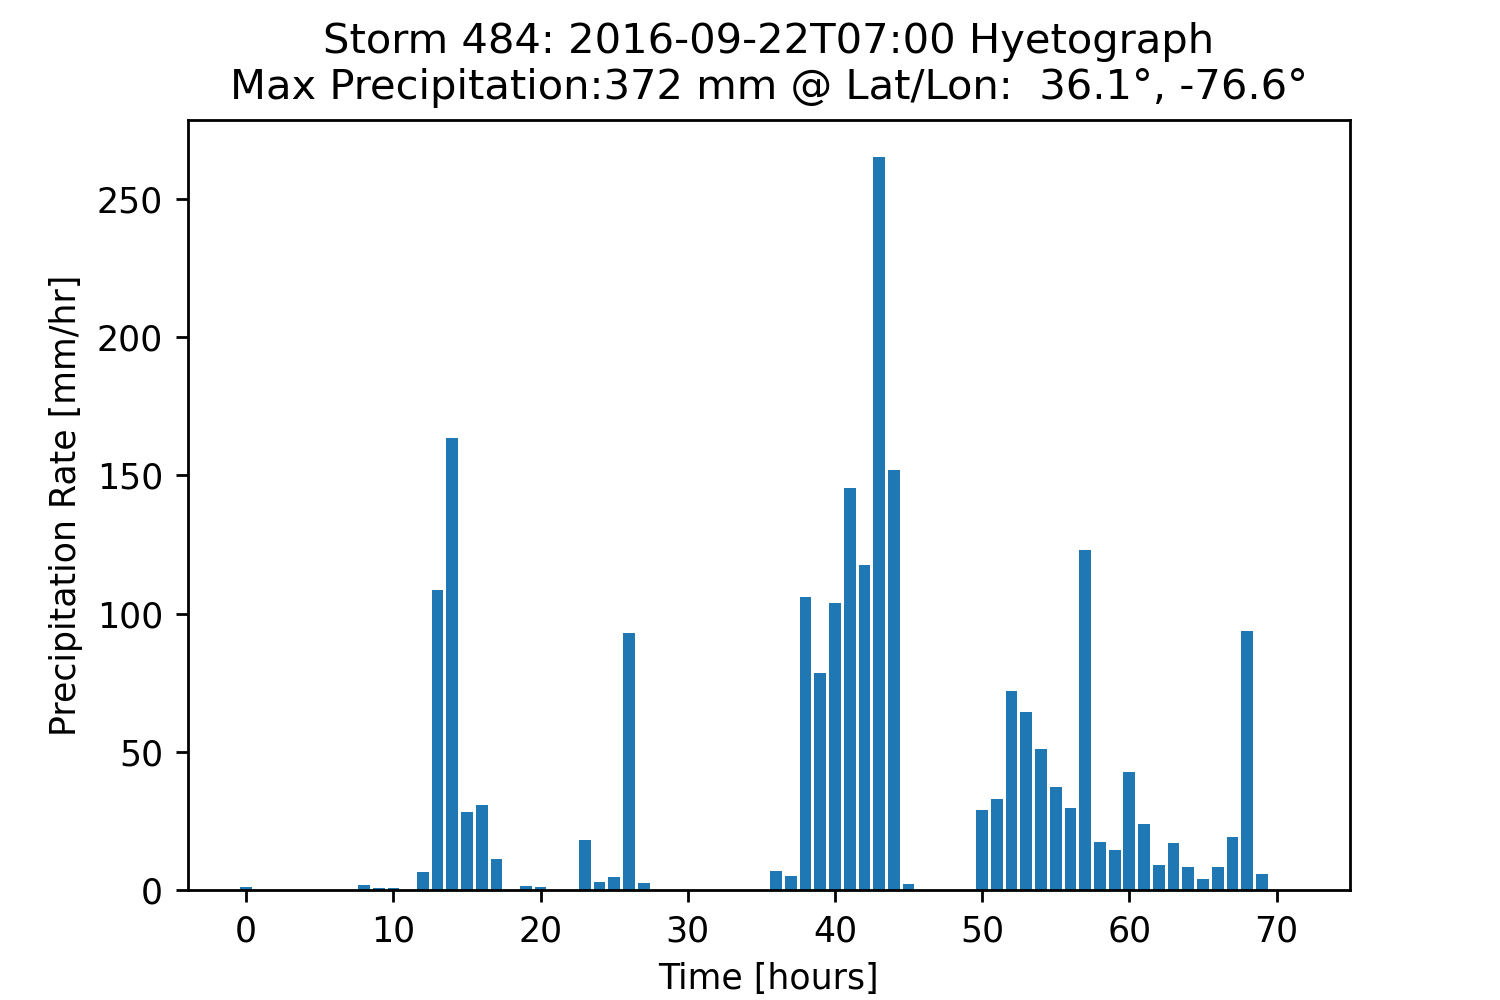 Storm 484: 2016-09-22T07:00 Hyetograph
Max Precipitation:372 mm @ Lat/Lon:  36.1°, -76.6°
Precipitation Rate [mm/hr]
250
200
150
100
50
0
0 10 20 30 40 50 60 70
Time [hours]